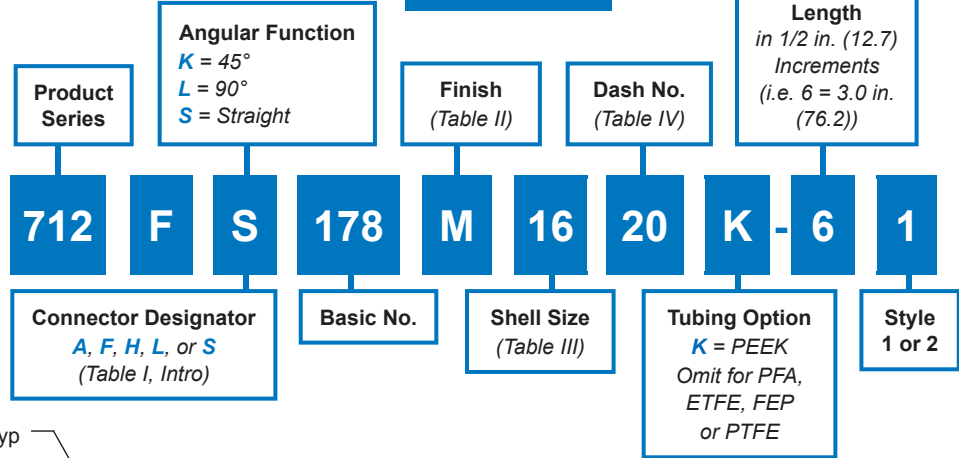 Angular Function
K = 45°
L = 90°
S = Straight
Length
in 1/2 in. (12.7)
Increments
(i.e. 6 = 3.0 in.
(76.2))
Product
Series
Finish
(Table II)
Dash No.
(Table IV)
712 F S 178 M 16 20 K - 6 1
Connector Designator
A, F, H, L, or S
(Table I, Intro)
Basic No.
Shell Size
(Table III)
Tubing Option
K = PEEK
Omit for PFA,
ETFE, FEP
or PTFE
Style
1 or 2